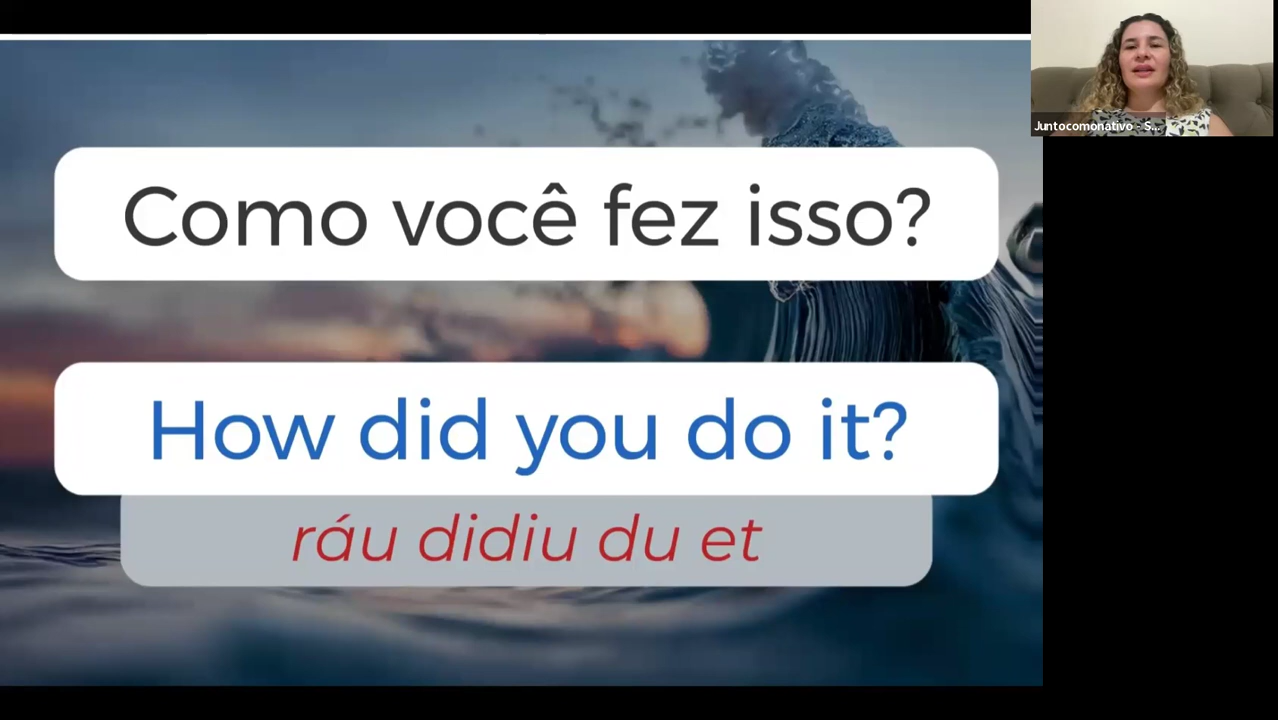 Como você fez isso?
How did you do it?
ráu didiu du et
Juntocomonativo - S...